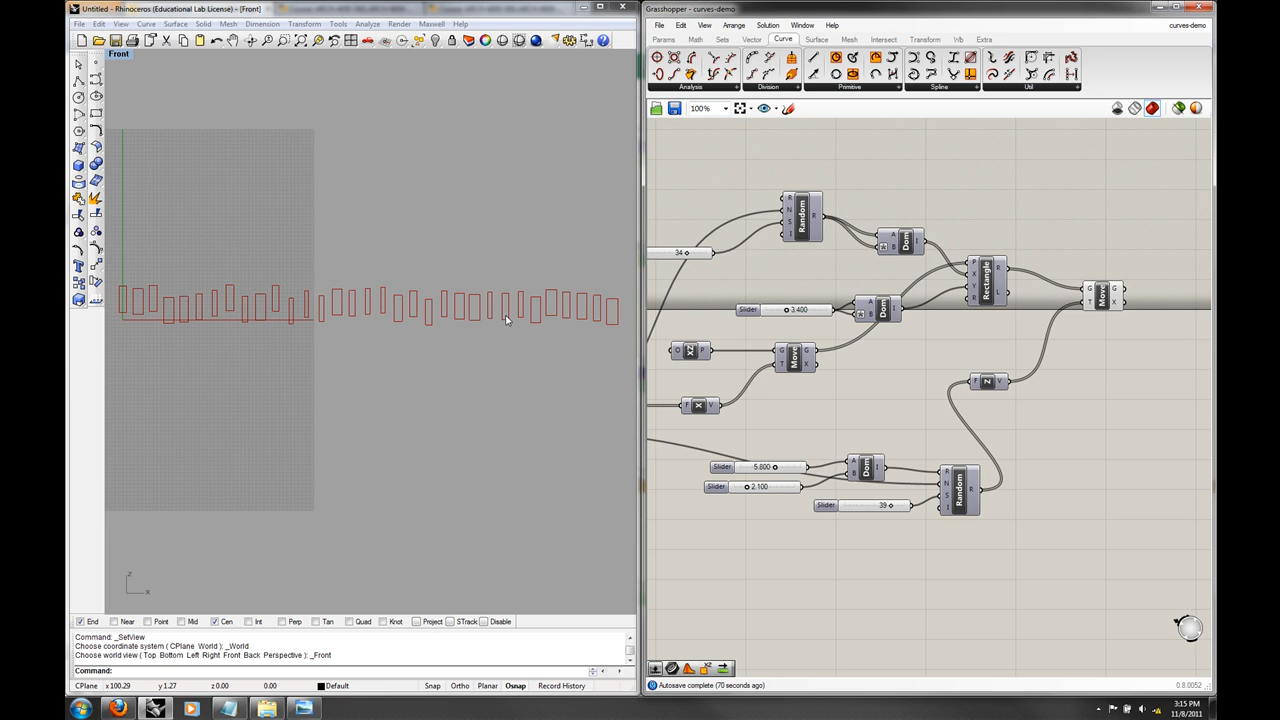 Untitled - Rhinoceros (Educational Lab License) - [Front]
File Edit View Curve Surface Solid Mesh Dimension Transform Tools Analyze Render Maxwell Help
Front
z
x
End Near Point Mid Cen Int Perp Tan Quad Knot Project STrack Disable
Command: _SetView
Choose coordinate system ( CPlane World ): _World
Choose world view ( Top Bottom Left Right Front Back Perspective ): _Front
Command:
CPlane x 100.29 y 1.27 z 0.00 0.00 Default Snap Ortho Planar Osnap Record History
Grasshopper - curves-demo
File Edit View Arrange Solution Window Help curves-demo
Params Math Sets Vector Curve Surface Mesh Intersect Transform Wb Extra
Analysis Division Primitive Spline Util
100%
R N S I Random R
34
A B Dom I
P X Y R Rectangle R L
G T Move G X
Slider 3.400
A B Dom I
O XZ P
G T Move G X
F Z V
F X V
Slider 5.800
A B Dom I
Slider 2.100
R N S I Random R
Slider 39
Autosave complete (70 seconds ago)
0.8.0052
3:15 PM
11/8/2011